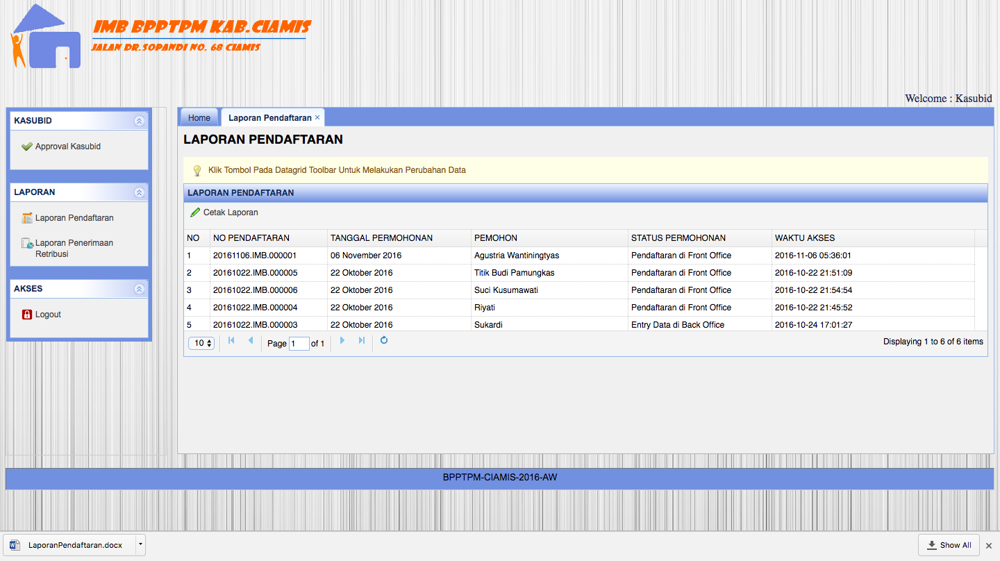 IMB BPPTPM KAB.CIAMIS
JALAN DR.SOPANDI NO. 68 CIAMIS
Welcome : Kasubid
KASUBID
Approval Kasubid
LAPORAN
Laporan Pendaftaran
Laporan Penerimaan
Retribusi
AKSES
Logout
Home
Laporan Pendaftaran
LAPORAN PENDAFTARAN
Klik Tombol Pada Datagrid Toolbar Untuk Melakukan Perubahan Data
LAPORAN PENDAFTARAN
Cetak Laporan
NO NO PENDAFTARAN TANGGAL PERMOHONAN PEMOHON STATUS PERMOHONAN WAKTU AKSES
1 20161106.IMB.000001 06 November 2016 Agustria Wantiningtyas Pendaftaran di Front Office 2016-11-06 05:36:01
2 20161022.IMB.000005 22 Oktober 2016 Titik Budi Pamungkas Pendaftaran di Front Office 2016-10-22 21:51:09
3 20161022.IMB.000006 22 Oktober 2016 Suci Kusumawati Pendaftaran di Front Office 2016-10-22 21:54:54
4 20161022.IMB.000004 22 Oktober 2016 Riyati Pendaftaran di Front Office 2016-10-22 21:45:52
5 20161022.IMB.000003 22 Oktober 2016 Sukardi Entry Data di Back Office 2016-10-24 17:01:27
10 Page 1 of 1 Displaying 1 to 6 of 6 items
BPPTPM-CIAMIS-2016-AW
LaporanPendaftaran.docx
Show All